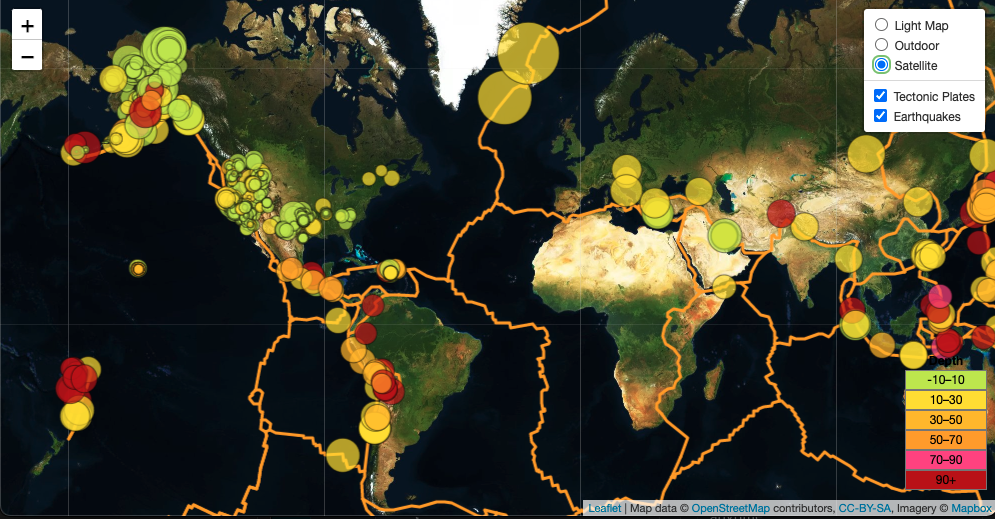 +
−
Light Map
Outdoor
Satellite
Tectonic Plates
Earthquakes
Depth
-10–10
10–30
30–50
50–70
70–90
90+
Leaflet | Map data © OpenStreetMap contributors, CC-BY-SA, Imagery © Mapbox